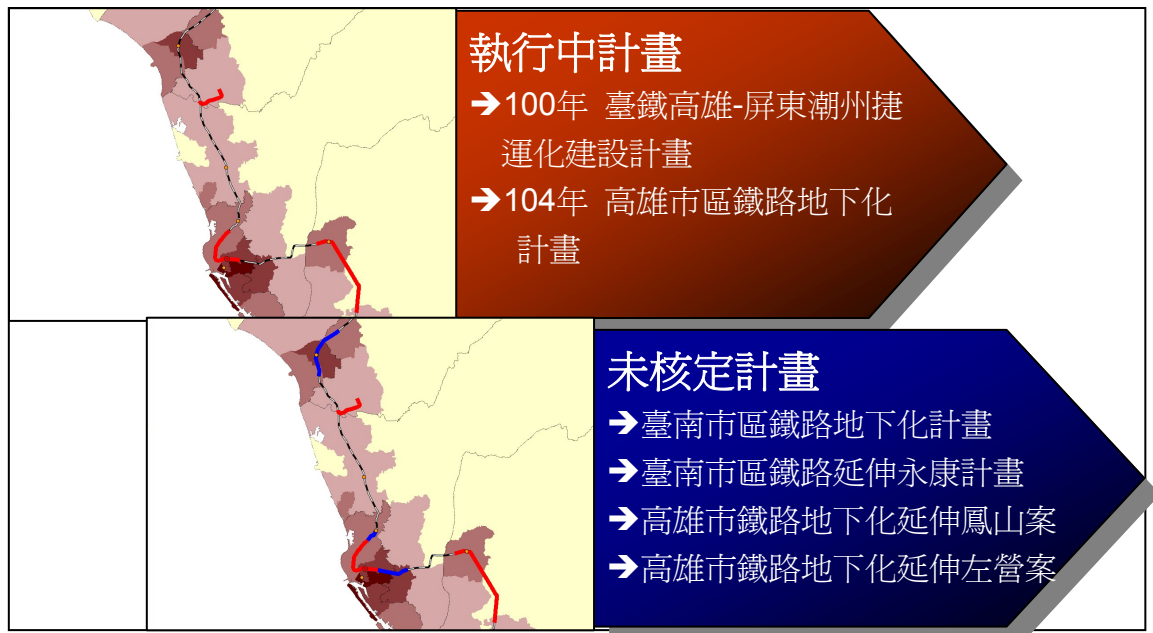 執行中計畫
➔100年 臺鐵高雄-屏東潮州捷
運化建設計畫
➔104年 高雄市區鐵路地下化
計畫
未核定計畫
➔臺南市區鐵路地下化計畫
➔臺南市區鐵路延伸永康計畫
➔高雄市鐵路地下化延伸鳳山案
➔高雄市鐵路地下化延伸左營案